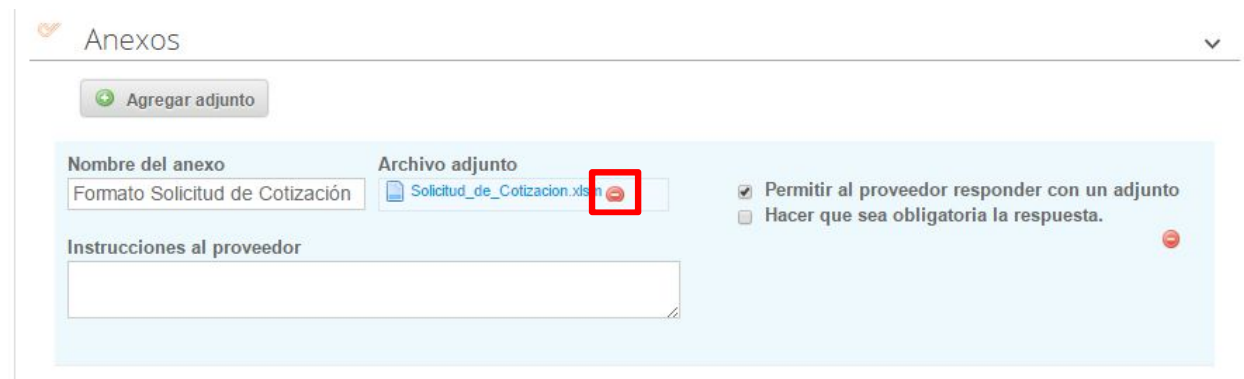 Anexos
Agregar adjunto
Nombre del anexo
Archivo adjunto
Formato Solicitud de Cotización
Solicitud_de_Cotizacion.xlsm
Permitir al proveedor responder con un adjunto
Hacer que sea obligatoria la respuesta.
Instrucciones al proveedor